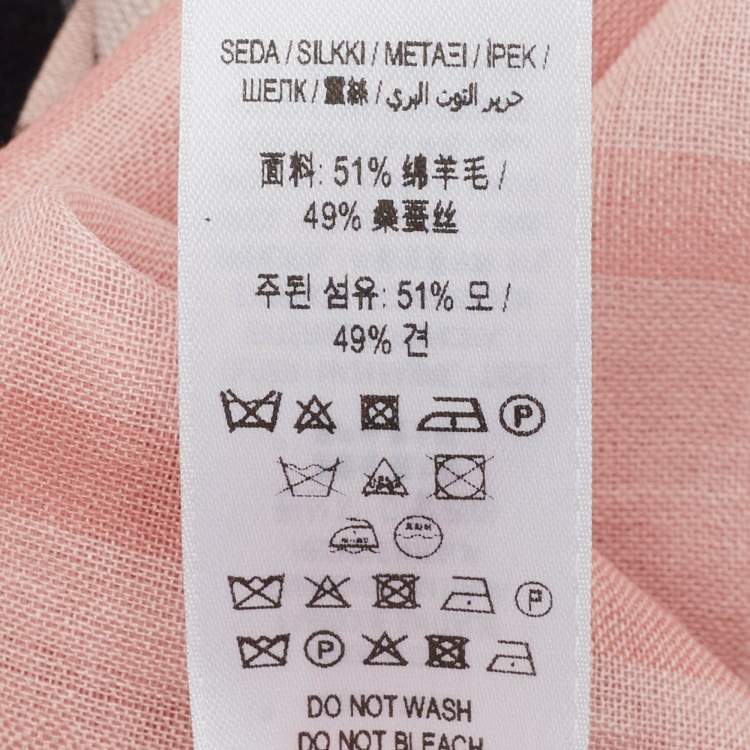 SEDA / SILKKI / ΜΕΤΑΞΙ / İPEK /
ШЕЛК / 蠶絲 / حرير التوت البري /
面料: 51% 绵羊毛 /
49% 桑蚕丝
주된 섬유: 51% 모 /
49% 견
P
P
P
DO NOT WASH
DO NOT BLEACH